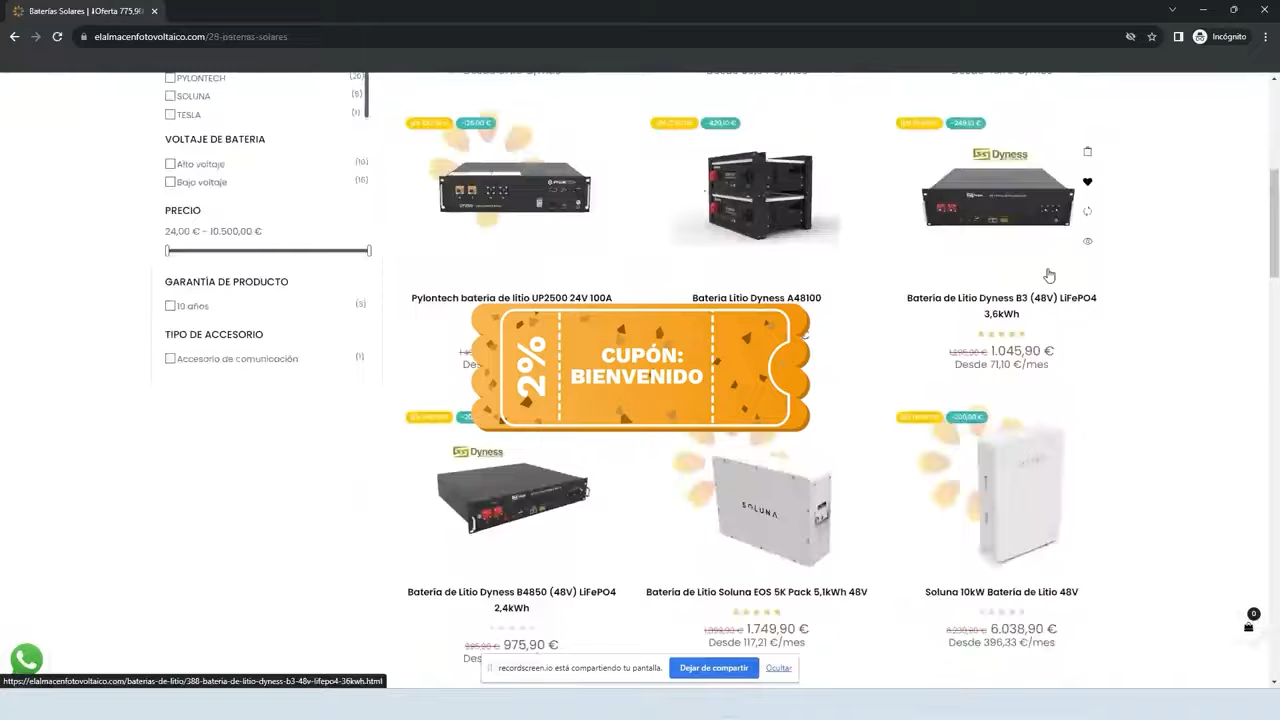 Baterías Solares | ¡Oferta 775,90
elalmacenfotovoltaico.com/28-baterias-solares
Incógnito
PYLONTECH
(20)
SOLUNA
(9)
TESLA
(1)
VOLTAJE DE BATERIA
Alto voltaje
(10)
Bajo voltaje
(16)
PRECIO
24,00 € - 10.500,00 €
GARANTÍA DE PRODUCTO
10 años
TIPO DE ACCESORIO
Accesorio de comunicación
(1)
Dyness
Pylontech bateria de litio UP2500 24V 100A
Bateria Litio Dyness A48100
Batería de Litio Dyness B3 (48V) LiFePO4
3,6kWh
1.045,90 €
Desde 71,10 €/mes
2%
CUPÓN:
BIENVENIDO
Dyness
SOLUNA
Batería de Litio Dyness B4850 (48V) LiFePO4
2,4kWh
975,90 €
Batería de Litio Soluna EOS 5K Pack 5,1kWh 48V
1.749,90 €
Desde 117,21 €/mes
Soluna 10kW Batería de Litio 48V
6.038,90 €
Desde 396,33 €/mes
0
recordscreen.io está compartiendo tu pantalla.
Dejar de compartir
Ocultar
https://elalmacenfotovoltaico.com/baterias-de-litio/388-bateria-de-litio-dyness-b3-48v-lifepo4-36kwh.html